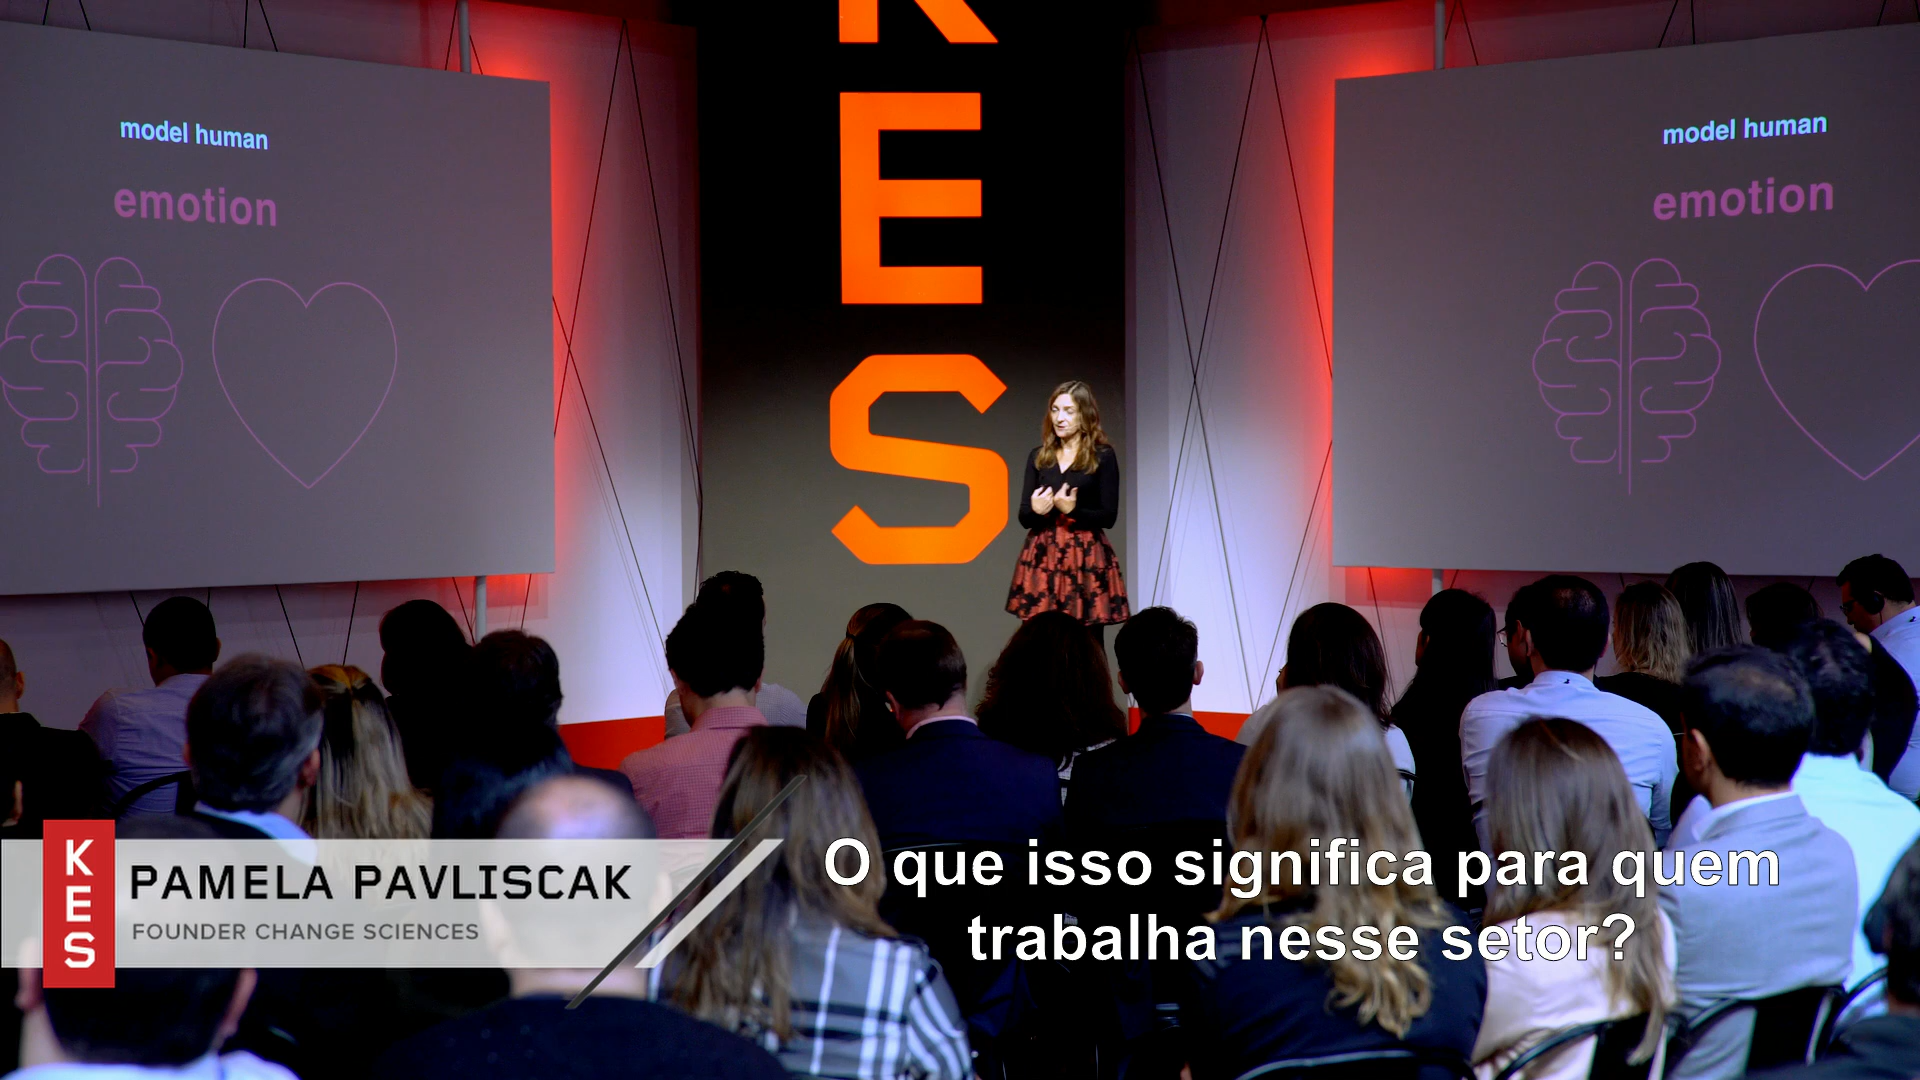 model human
emotion
K
E
S
model human
emotion
KES
PAMELA PAVLISCAK
FOUNDER CHANGE SCIENCES
O que isso significa para quem
trabalha nesse setor?